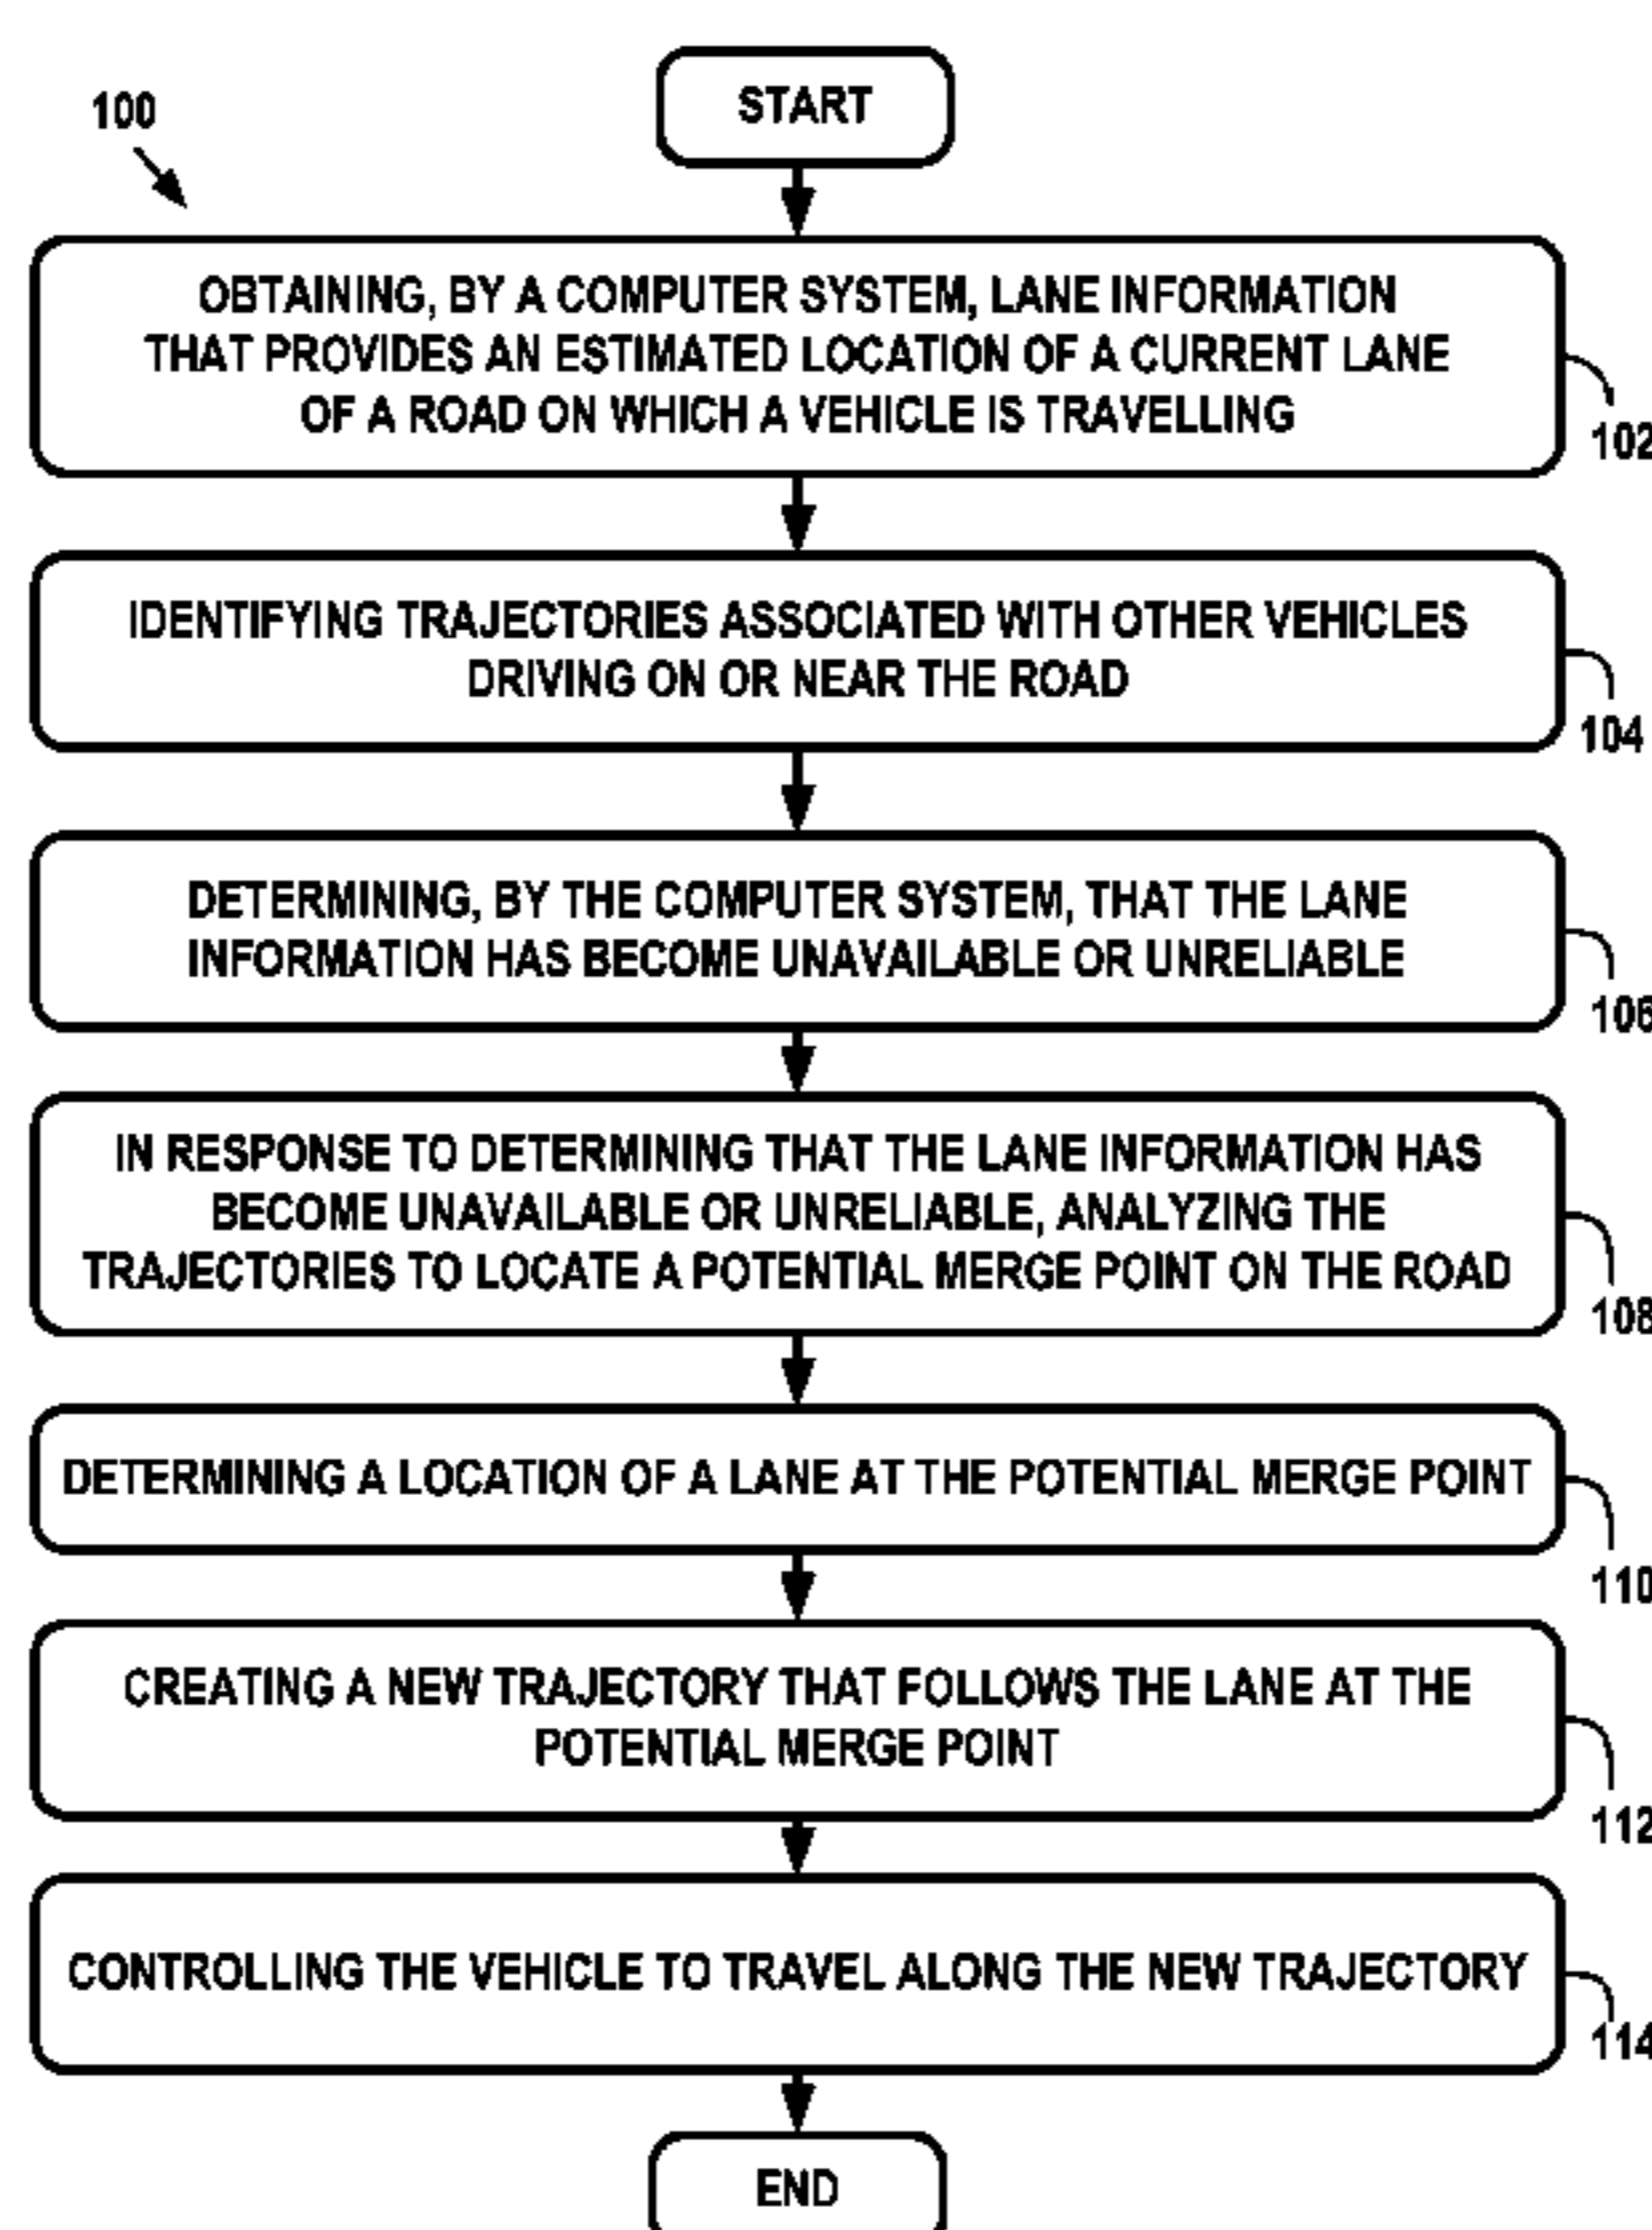 START
100
OBTAINING, BY A COMPUTER SYSTEM, LANE INFORMATION
THAT PROVIDES AN ESTIMATED LOCATION OF A CURRENT LANE
OF A ROAD ON WHICH A VEHICLE IS TRAVELLING
102
IDENTIFYING TRAJECTORIES ASSOCIATED WITH OTHER VEHICLES
DRIVING ON OR NEAR THE ROAD
104
DETERMINING, BY THE COMPUTER SYSTEM, THAT THE LANE
INFORMATION HAS BECOME UNAVAILABLE OR UNRELIABLE
106
IN RESPONSE TO DETERMINING THAT THE LANE INFORMATION HAS
BECOME UNAVAILABLE OR UNRELIABLE, ANALYZING THE
TRAJECTORIES TO LOCATE A POTENTIAL MERGE POINT ON THE ROAD
108
DETERMINING A LOCATION OF A LANE AT THE POTENTIAL MERGE POINT
110
CREATING A NEW TRAJECTORY THAT FOLLOWS THE LANE AT THE
POTENTIAL MERGE POINT
112
CONTROLLING THE VEHICLE TO TRAVEL ALONG THE NEW TRAJECTORY
114
END